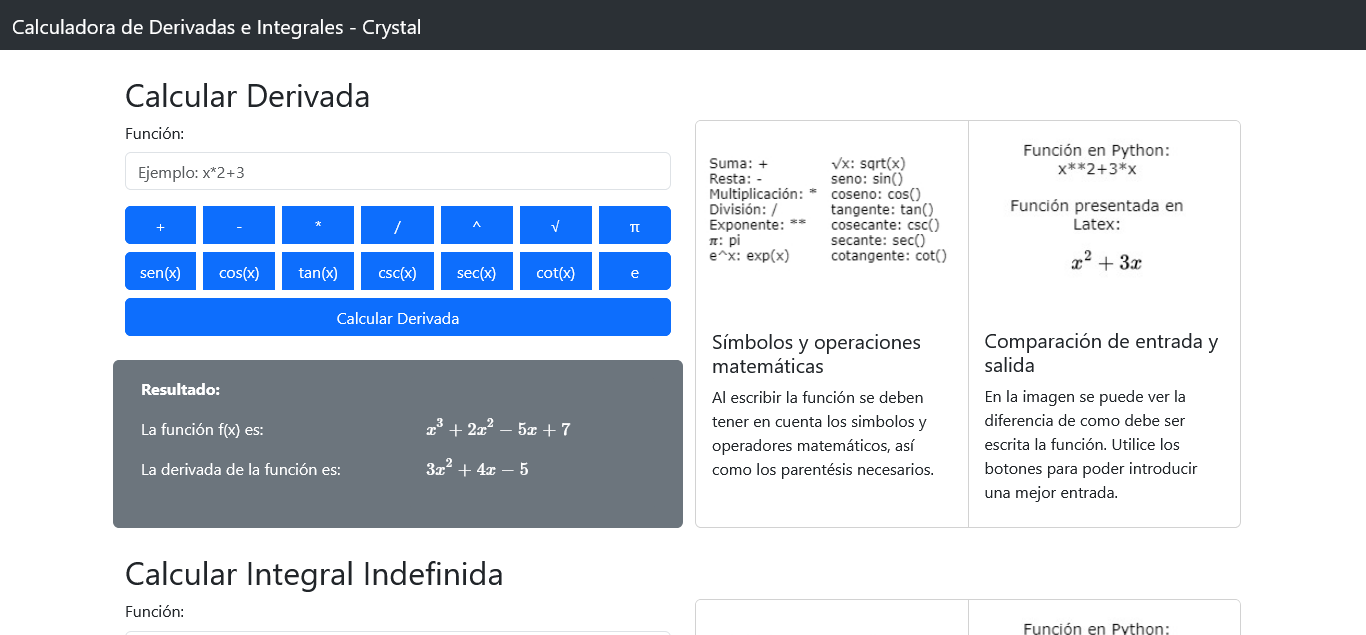 Calculadora de Derivadas e Integrales - Crystal
Calcular Derivada
Función:
Ejemplo: x*2+3
+ - * / ^ √ π
sen(x) cos(x) tan(x) csc(x) sec(x) cot(x) e
Calcular Derivada
Resultado:
La función f(x) es: x³ + 2x² − 5x + 7
La derivada de la función es: 3x² + 4x − 5
Suma: + √x: sqrt(x)
Resta: - seno: sin()
Multiplicación: * coseno: cos()
División: / tangente: tan()
Exponente: ** cosecante: csc()
π: pi secante: sec()
e^x: exp(x) cotangente: cot()
Símbolos y operaciones
matemáticas
Al escribir la función se deben
tener en cuenta los simbolos y
operadores matemáticos, así
como los parentésis necesarios.
Función en Python:
x**2+3*x
Función presentada en
Latex:
x² + 3x
Comparación de entrada y
salida
En la imagen se puede ver la
diferencia de como debe ser
escrita la función. Utilice los
botones para poder introducir
una mejor entrada.
Calcular Integral Indefinida
Función:
Función en Python: